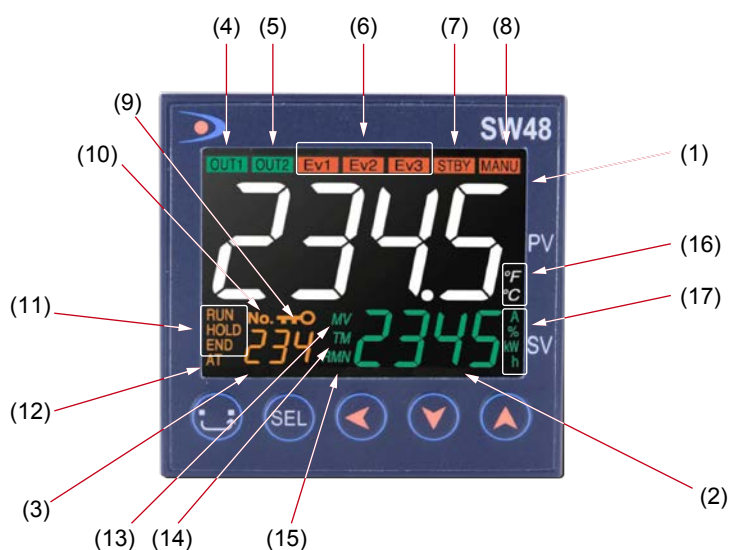 (4) (5) (6) (7) (8)
(9)
SW48
(10)
OUT1 OUT2 Ev1 Ev2 Ev3 STBY MANU
(1)
234.5
PV
°F
(16)
°C
(11)
(17)
RUN No. MV A
HOLD TM %
END 234 2345 kW SV
AT RMN h
(12)
SEL
(3)
(2)
(13) (14) (15)